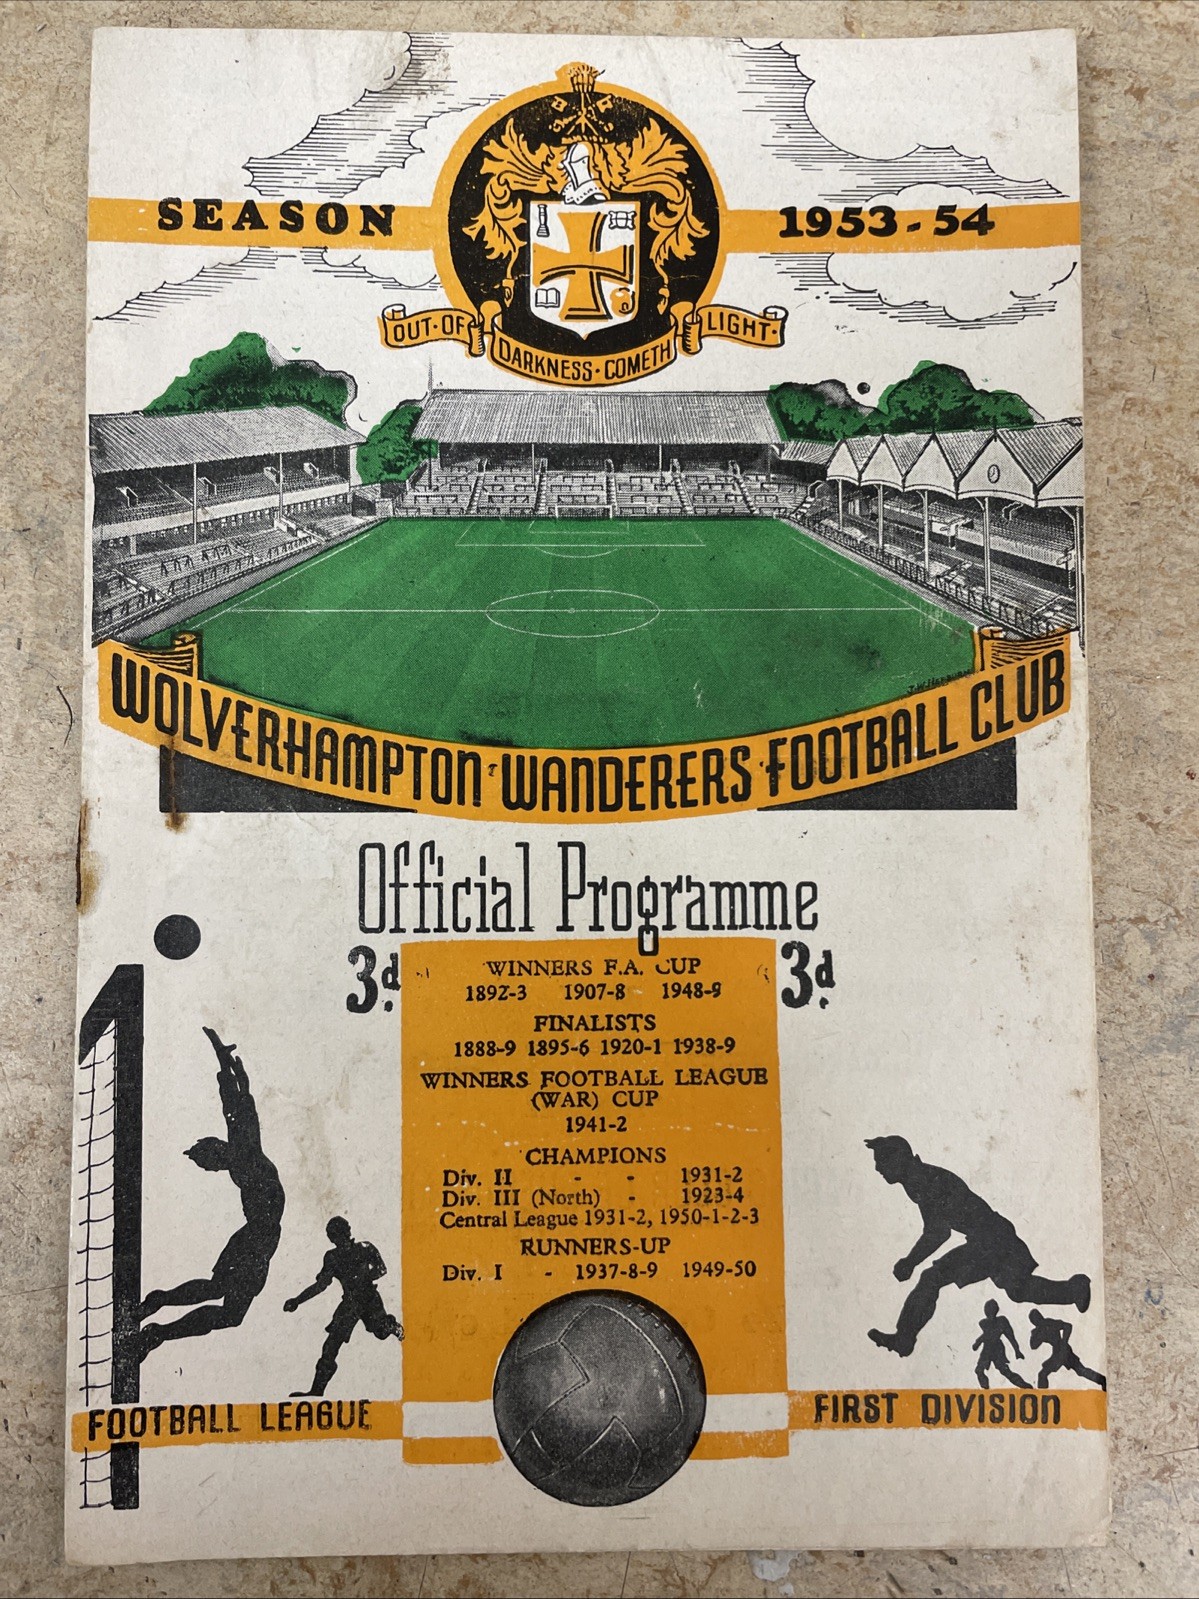 SEASON
1953-54
OUT·OF
DARKNESS·COMETH
LIGHT·
WOLVERHAMPTON·WANDERERS·FOOTBALL CLUB
Official Programme
3d.
3d.
WINNERS F.A. CUP
1892-3 1907-8 1948-9
FINALISTS
1888-9 1895-6 1920-1 1938-9
WINNERS FOOTBALL LEAGUE
(WAR) CUP
1941-2
CHAMPIONS
Div. II - - 1931-2
Div. III (North) - 1923-4
Central League 1931-2, 1950-1-2-3
RUNNERS-UP
Div. I - 1937-8-9 1949-50
FOOTBALL LEAGUE
FIRST DIVISION